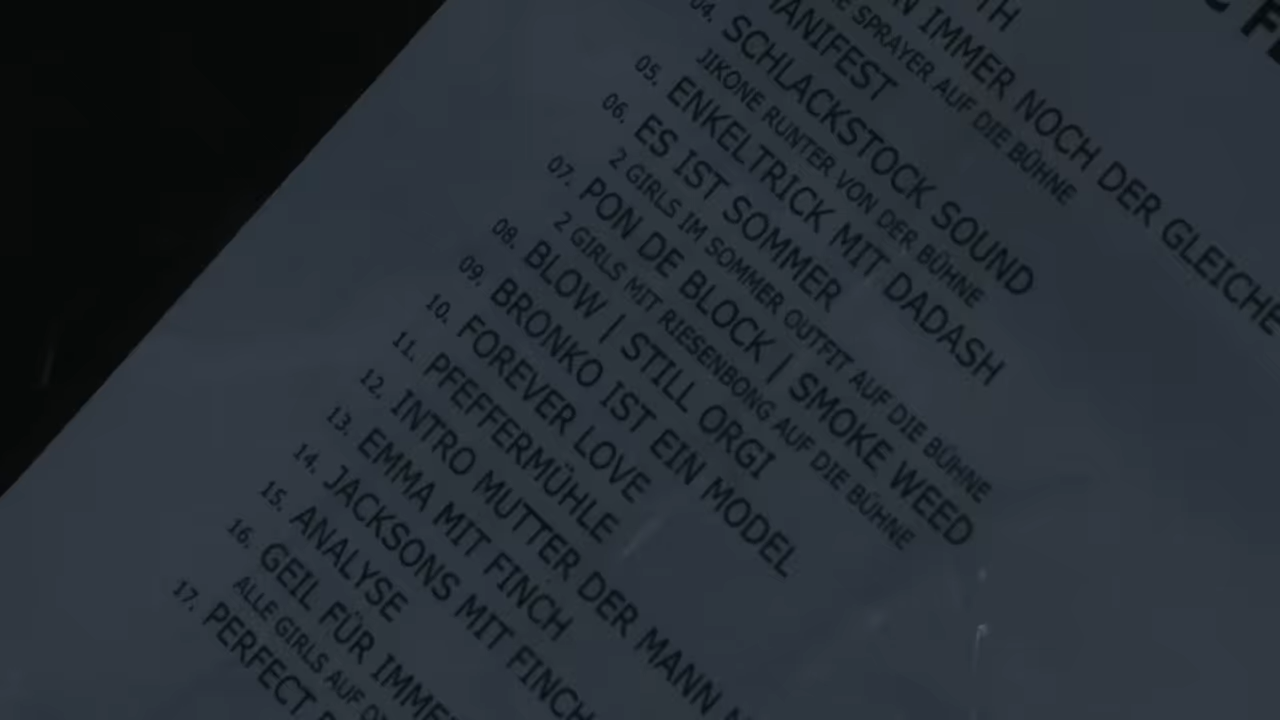 TH
N IMMER NOCH DER GLEICHE
SPRAYER AUF DIE BÜHNE
MANIFEST
04. SCHLACKSTOCK SOUND
JIKONE RUNTER VON DER BÜHNE
05. ENKELTRICK MIT DADASH
06. ES IST SOMMER
2 GIRLS IM SOMMER OUTFIT AUF DIE BÜHNE
07. PON DE BLOCK | SMOKE WEED
2 GIRLS MIT RIESENBONG AUF DIE BÜHNE
08. BLOW | STILL ORGI
09. BRONKO IST EIN MODEL
10. FOREVER LOVE
11. PFEFFERMÜHLE
12. INTRO MUTTER DER MANN
13. EMMA MIT FINCH
14. JACKSONS MIT FINCH
15. ANALYSE
16. GEIL FÜR IMMER
ALLE GIRLS AUF
17. PERFECT